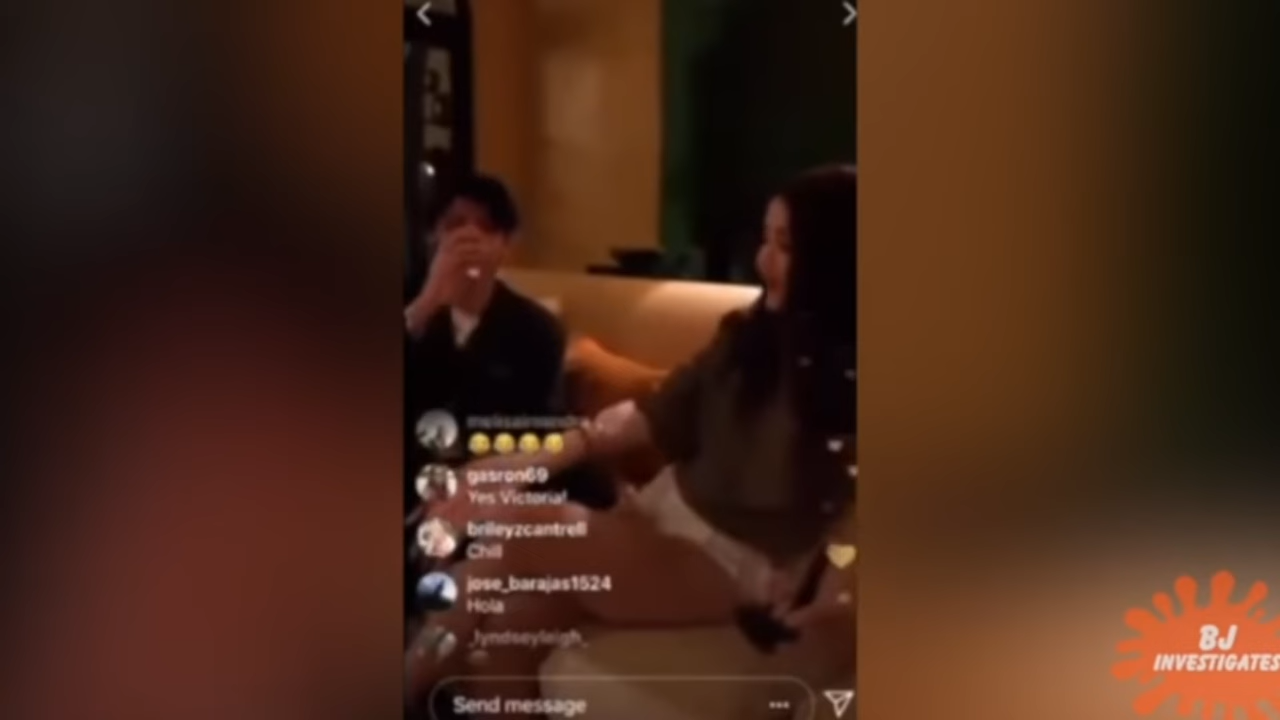 gasron69
Yes Victoria!
brileyzcantrell
Chill
jose_barajas1524
Hola
_lyndseyleigh_
Send message
BJ
INVESTIGATES